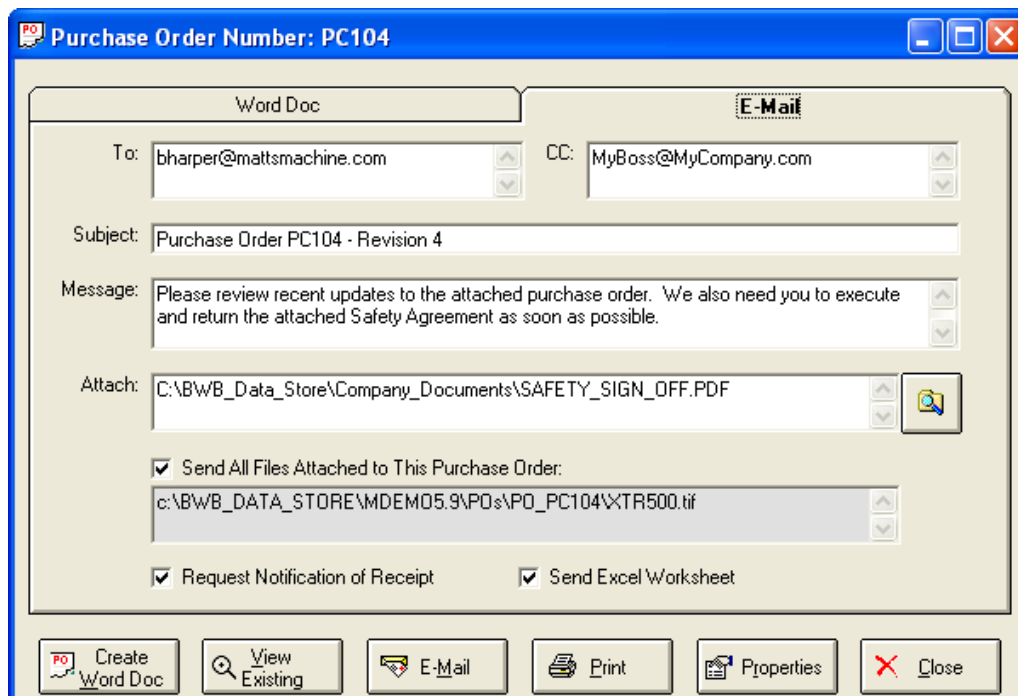 PO Purchase Order Number: PC104
Word Doc
E-Mail
To: bharper@mattsmachine.com
CC: MyBoss@MyCompany.com
Subject: Purchase Order PC104 - Revision 4
Message: Please review recent updates to the attached purchase order.  We also need you to execute
and return the attached Safety Agreement as soon as possible.
Attach: C:\BWB_Data_Store\Company_Documents\SAFETY_SIGN_OFF.PDF
Send All Files Attached to This Purchase Order:
c:\BWB_DATA_STORE\MDEMO5.9\POs\PO_PC104\XTR500.tif
Request Notification of Receipt
Send Excel Worksheet
PO Create
Word Doc
View
Existing
E-Mail
Print
Properties
Close